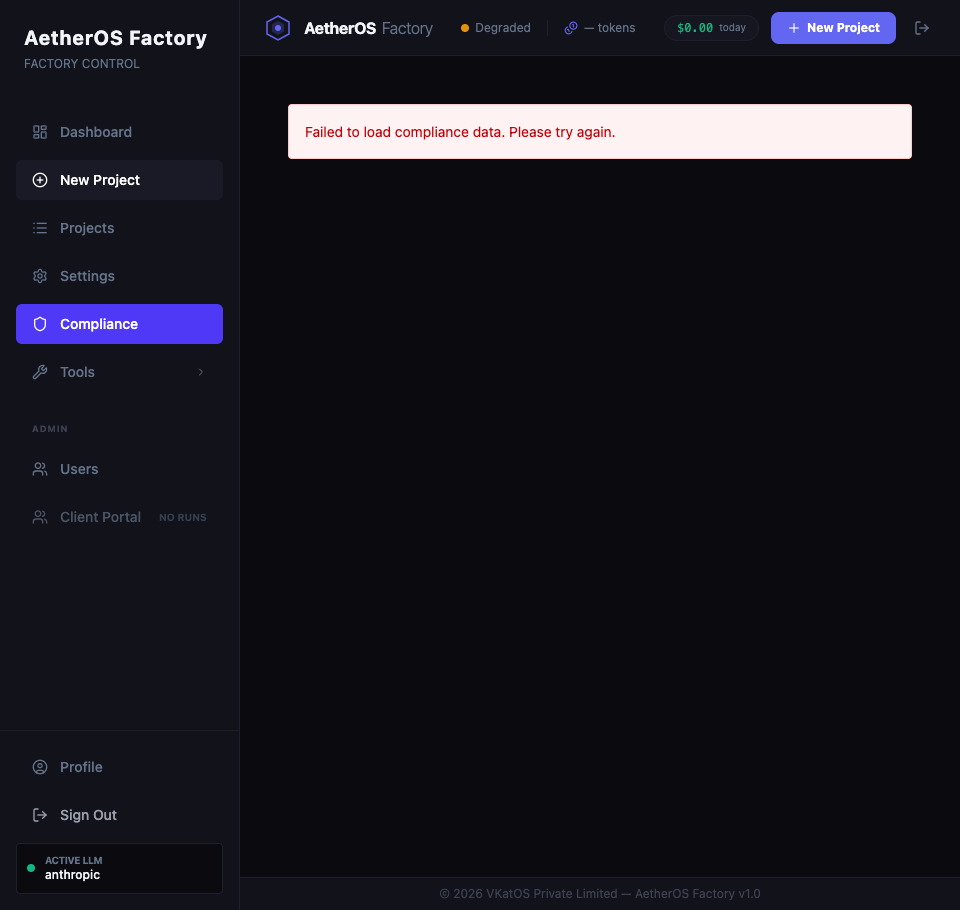 AetherOS Factory
FACTORY CONTROL
Dashboard
New Project
Projects
Settings
Compliance
Tools
ADMIN
Users
Client Portal NO RUNS
Profile
Sign Out
ACTIVE LLM
anthropic
AetherOS Factory Degraded — tokens $0.00 today New Project
Failed to load compliance data. Please try again.
© 2026 VKatOS Private Limited — AetherOS Factory v1.0